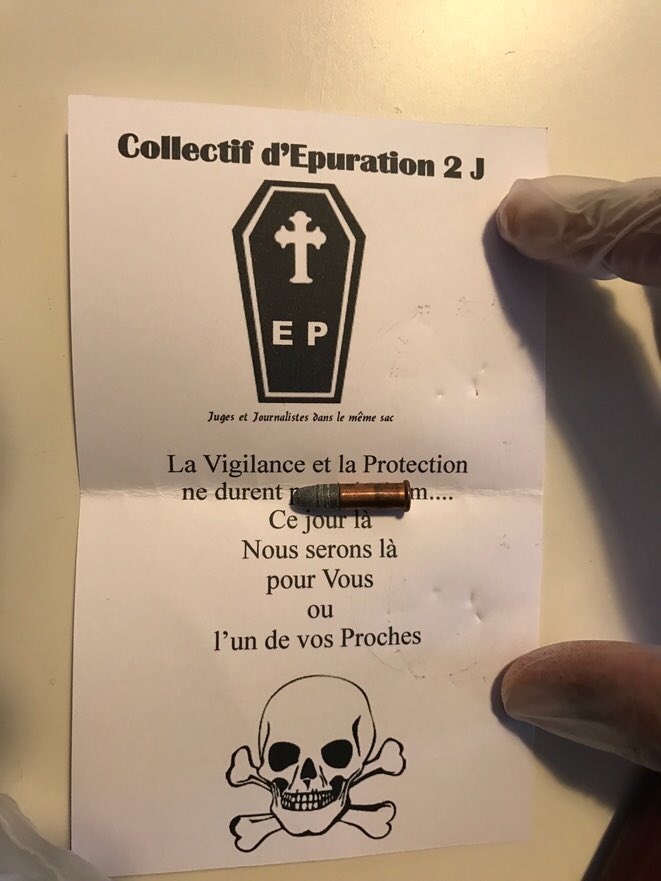 Collectif d'Epuration 2 J
E P
Juges et Journalistes dans le même sac
La Vigilance et la Protection
ne durent m....
Ce jour là
Nous serons là
pour Vous
ou
l'un de vos Proches